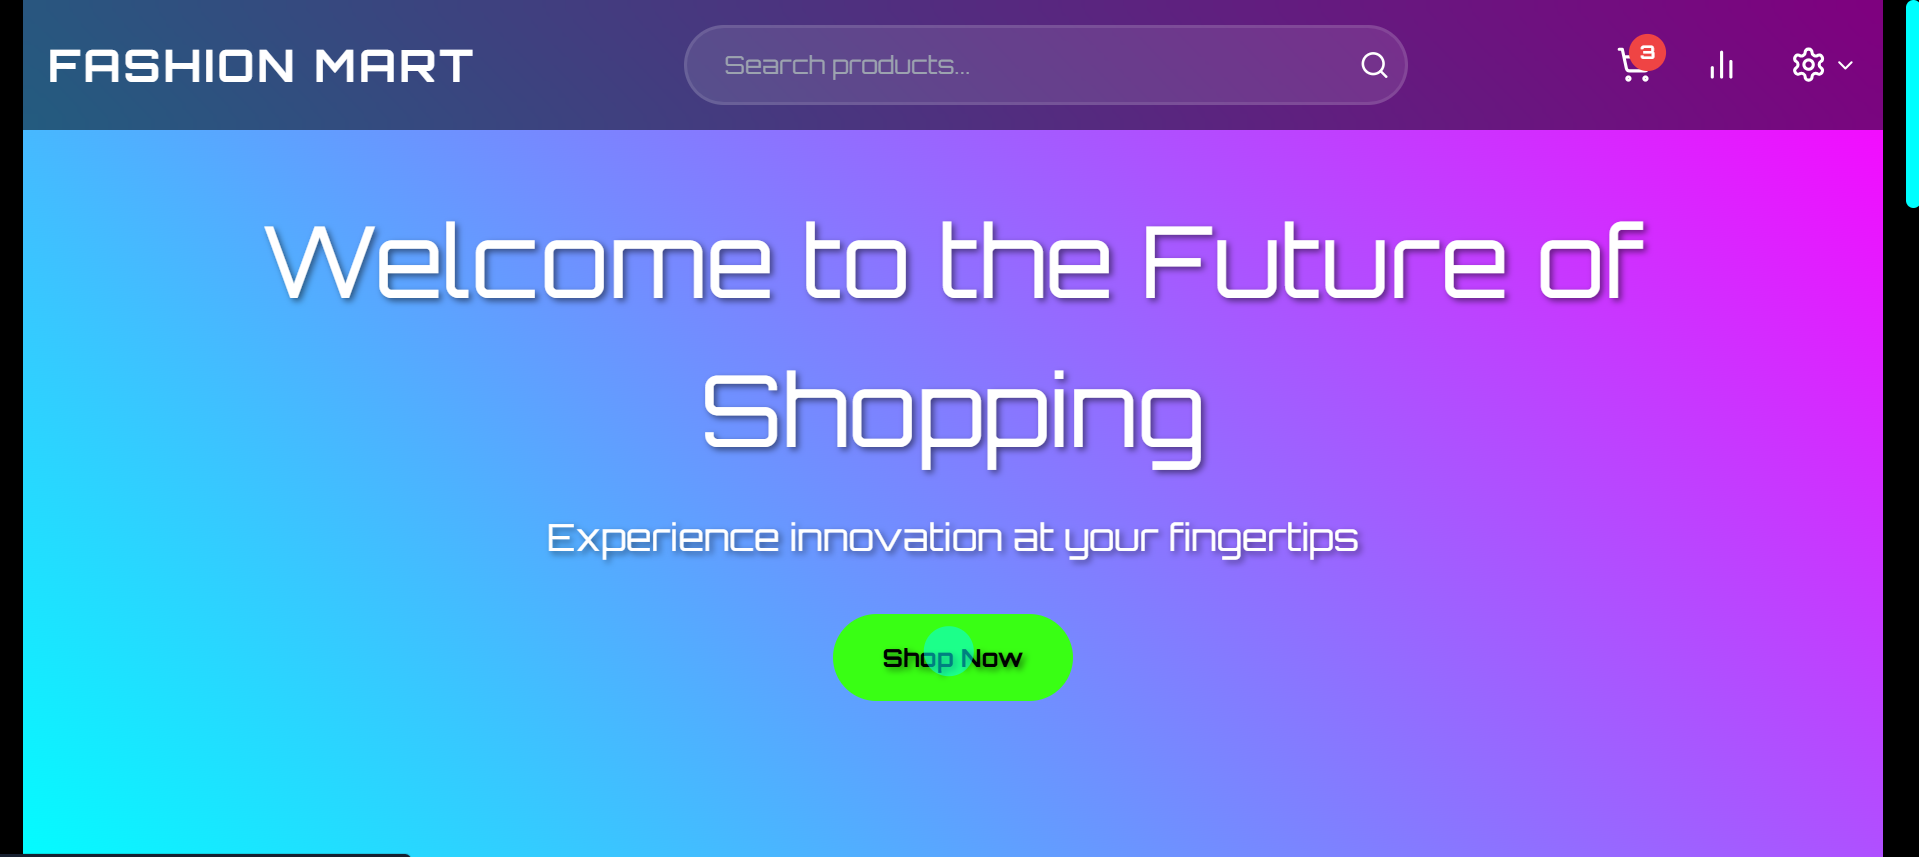 FASHION MART
Search products...
3
Welcome to the Future of
Shopping
Experience innovation at your fingertips
Shop Now